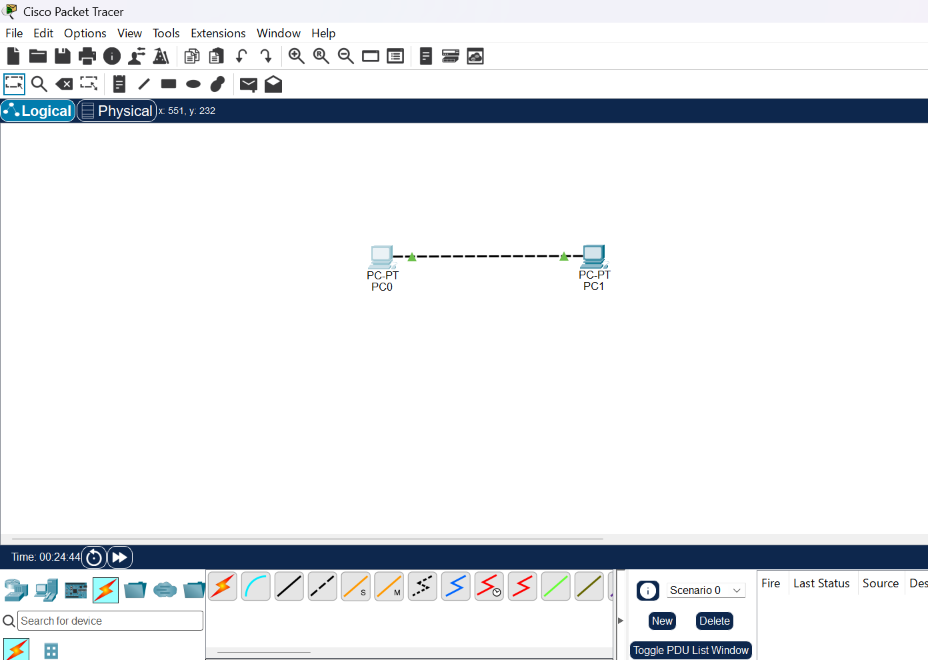 Cisco Packet Tracer
File Edit Options View Tools Extensions Window Help
Logical Physical x: 551, y: 232
PC-PT
PC0
PC-PT
PC1
Time: 00:24:44
S
M
Scenario 0
Fire Last Status Source Des
Search for device
New Delete
Toggle PDU List Window